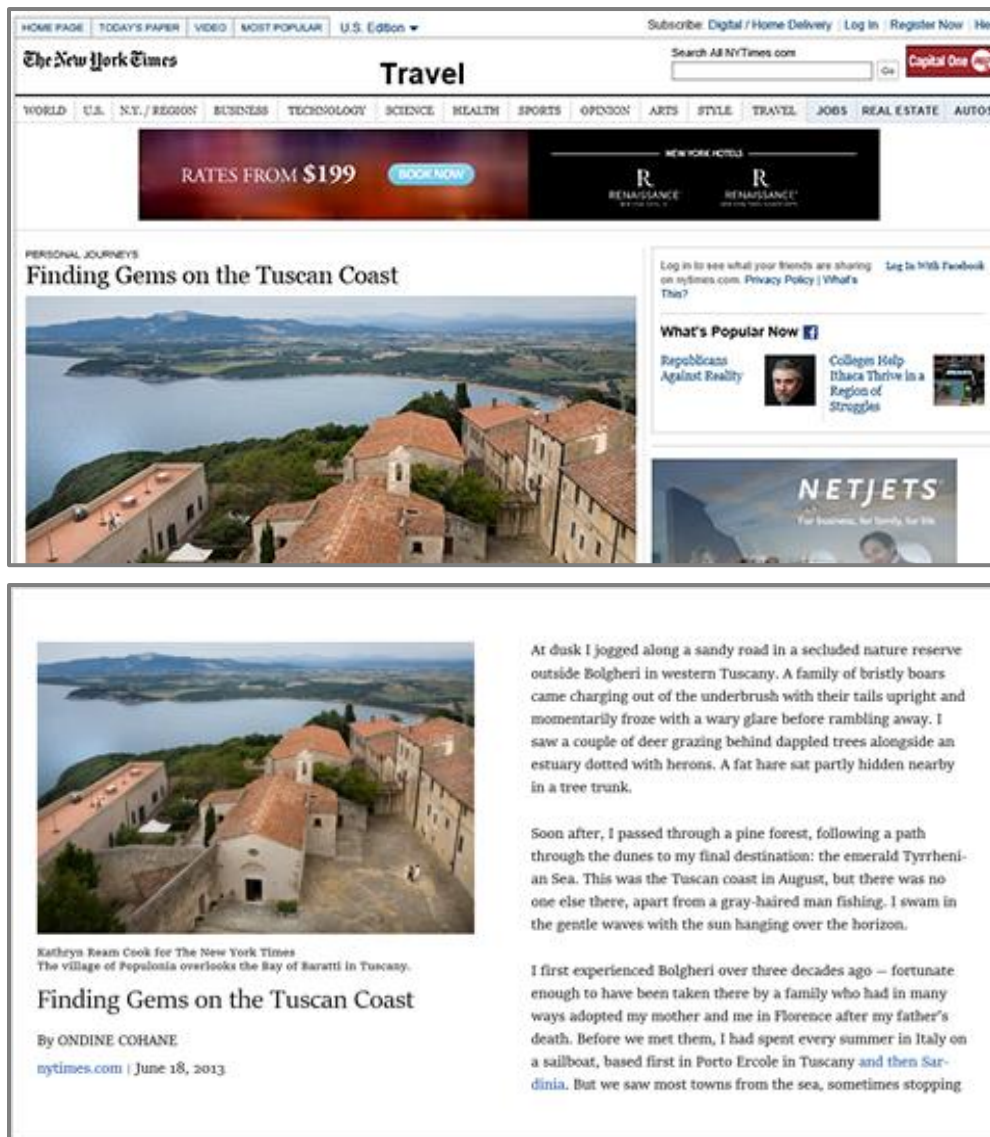 HOME PAGE TODAY'S PAPER VIDEO MOST POPULAR U.S. Edition
Subscribe: Digital / Home Delivery Log In Register Now
The New York Times
Travel
Search All NYTimes.com
Go
Capital One
WORLD U.S. N.Y. / REGION BUSINESS TECHNOLOGY SCIENCE HEALTH SPORTS OPINION ARTS STYLE TRAVEL JOBS REAL ESTATE AUTOS
RATES FROM $199 BOOK NOW
NEW YORK HOTELS
R R
RENAISSANCE RENAISSANCE
PERSONAL JOURNEYS
Finding Gems on the Tuscan Coast
Log in to see what your friends are sharing
on nytimes.com. Privacy Policy | What's
This?
Log In With Facebook
What's Popular Now
Republicans
Against Reality
Colleges Help
Ithaca Thrive in a
Region of
Struggles
NETJETS
For business, for family, for life
Kathryn Ream Cook for The New York Times
The village of Populonia overlooks the Bay of Baratti in Tuscany.
Finding Gems on the Tuscan Coast
By ONDINE COHANE
nytimes.com | June 18, 2013
At dusk I jogged along a sandy road in a secluded nature reserve
outside Bolgheri in western Tuscany. A family of bristly boars
came charging out of the underbrush with their tails upright and
momentarily froze with a wary glare before rambling away. I
saw a couple of deer grazing behind dappled trees alongside an
estuary dotted with herons. A fat hare sat partly hidden nearby
in a tree trunk.
Soon after, I passed through a pine forest, following a path
through the dunes to my final destination: the emerald Tyrrheni-
an Sea. This was the Tuscan coast in August, but there was no
one else there, apart from a gray-haired man fishing. I swam in
the gentle waves with the sun hanging over the horizon.
I first experienced Bolgheri over three decades ago — fortunate
enough to have been taken there by a family who had in many
ways adopted my mother and me in Florence after my father's
death. Before we met them, I had spent every summer in Italy on
a sailboat, based first in Porto Ercole in Tuscany and then Sar-
dinia. But we saw most towns from the sea, sometimes stopping